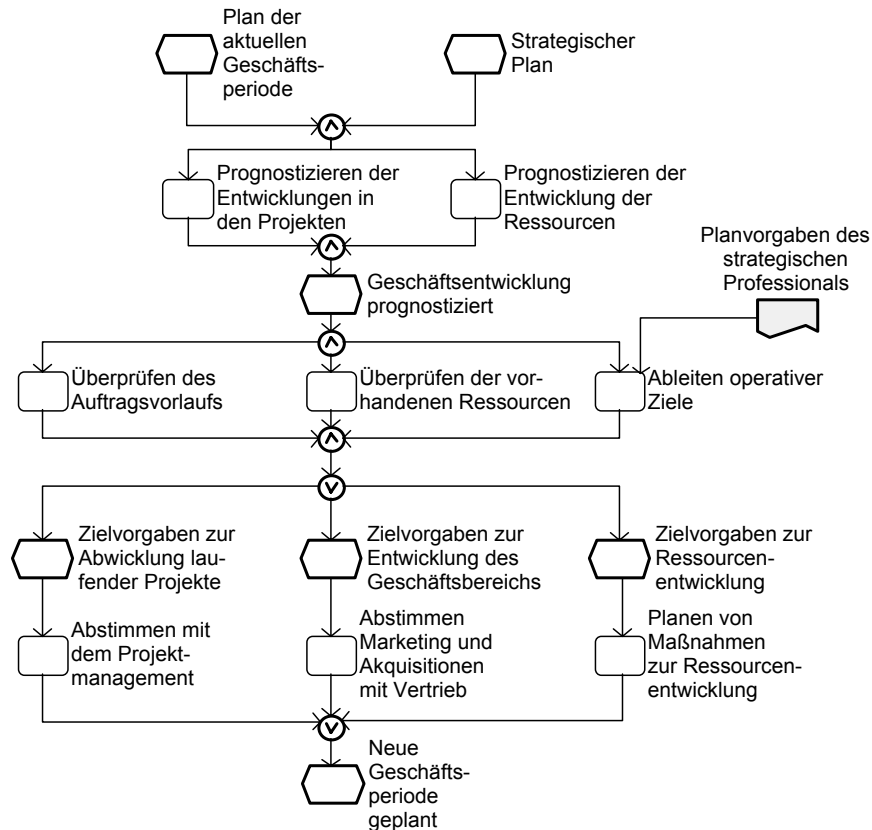 Plan der
aktuellen
Geschäfts-
periode
Strategischer
Plan
Prognostizieren der
Entwicklungen in
den Projekten
Prognostizieren der
Entwicklung der
Ressourcen
Planvorgaben des
strategischen
Professionals
Geschäftsentwicklung
prognostiziert
Überprüfen des
Auftragsvorlaufs
Überprüfen der vor-
handenen Ressourcen
Ableiten operativer
Ziele
Zielvorgaben zur
Abwicklung lau-
fender Projekte
Zielvorgaben zur
Entwicklung des
Geschäftsbereichs
Zielvorgaben zur
Ressourcen-
entwicklung
Abstimmen mit
dem Projekt-
management
Abstimmen
Marketing und
Akquisitionen
mit Vertrieb
Planen von
Maßnahmen
zur Ressourcen-
entwicklung
Neue
Geschäfts-
periode
geplant